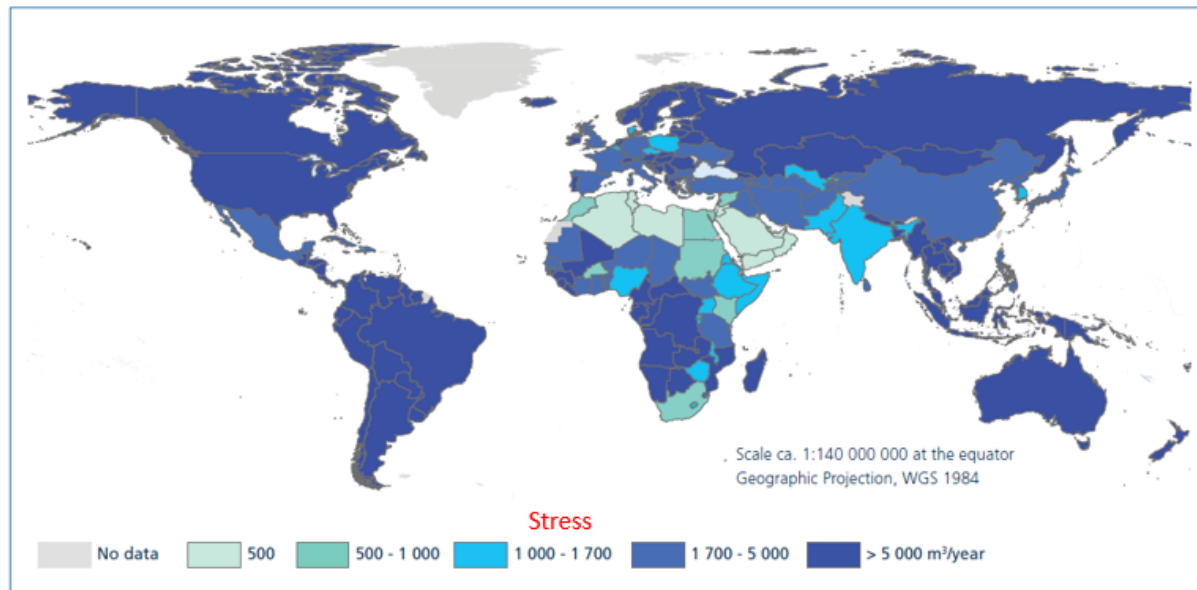 Scale ca. 1:140 000 000 at the equator
Geographic Projection, WGS 1984
Stress
No data
500
500 - 1 000
1 000 - 1 700
1 700 - 5 000
> 5 000 m³/year